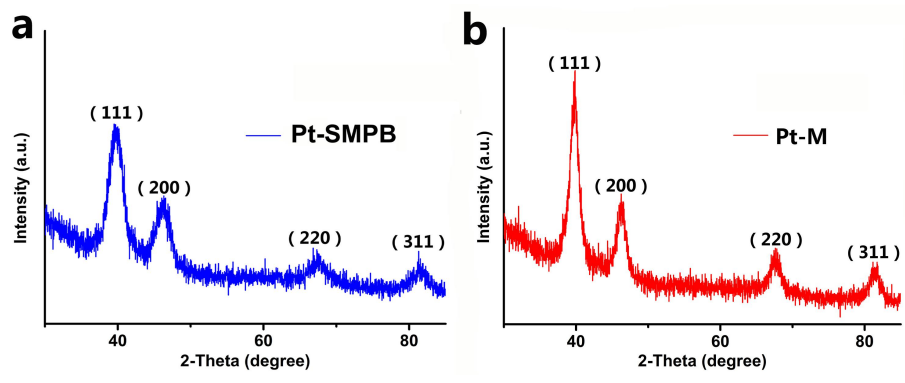 a
( 111 )
( 200 )
( 220 )
( 311 )
Pt-SMPB
Intensity (a.u.)
40
60
80
2-Theta (degree)
b
( 111 )
( 200 )
( 220 )
( 311 )
Pt-M
Intensity (a.u.)
40
60
80
2-Theta (degree)